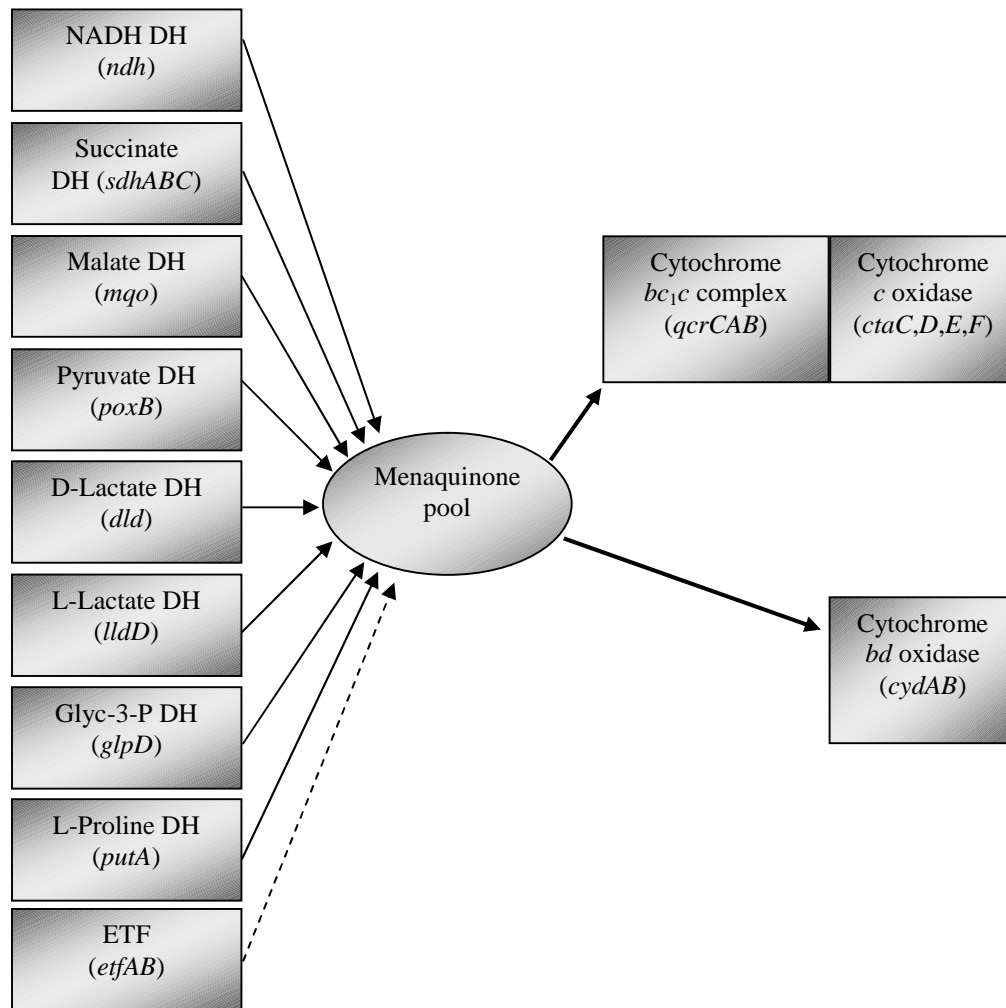 NADH DH
(ndh)
Succinate
DH (sdhABC)
Malate DH
(mqo)
Pyruvate DH
(poxB)
D-Lactate DH
(dld)
L-Lactate DH
(lldD)
Glyc-3-P DH
(glpD)
L-Proline DH
(putA)
ETF
(etfAB)
Menaquinone
pool
Cytochrome
bc₁c complex
(qcrCAB)
Cytochrome
c oxidase
(ctaC,D,E,F)
Cytochrome
bd oxidase
(cydAB)